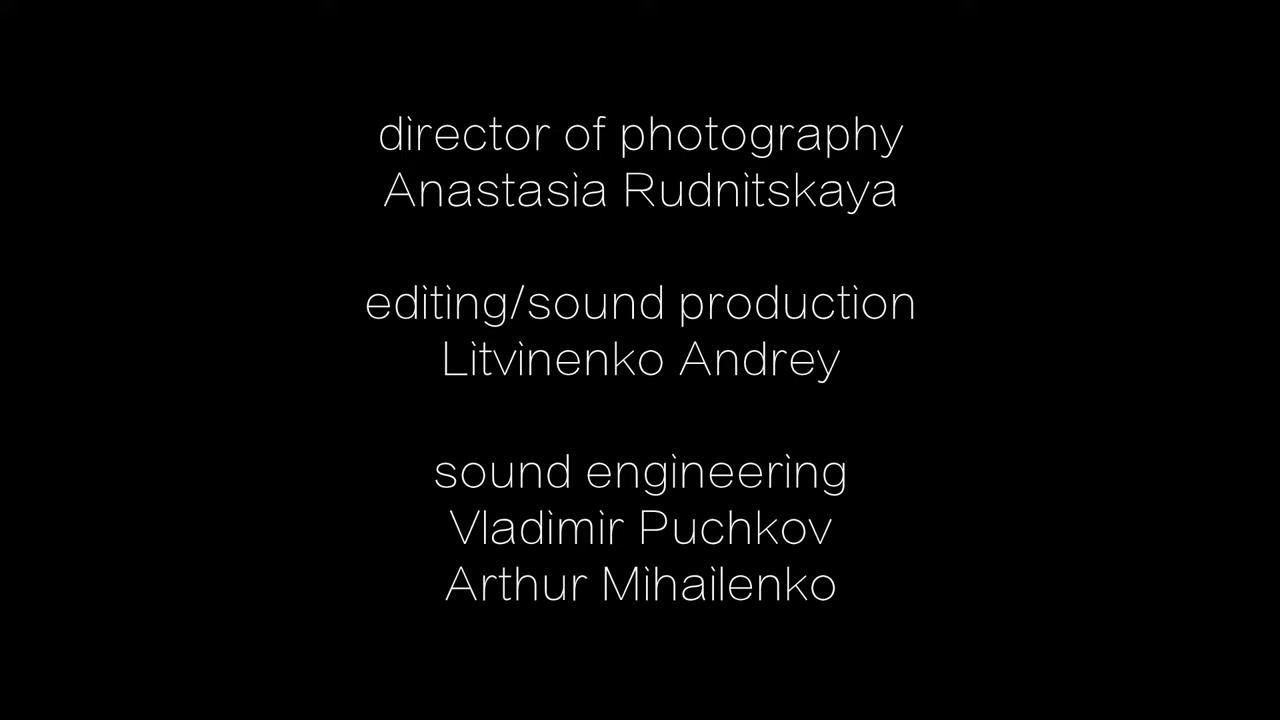 director of photography
Anastasia Rudnitskaya
editing/sound production
Litvinenko Andrey
sound engineering
Vladimir Puchkov
Arthur Mihailenko